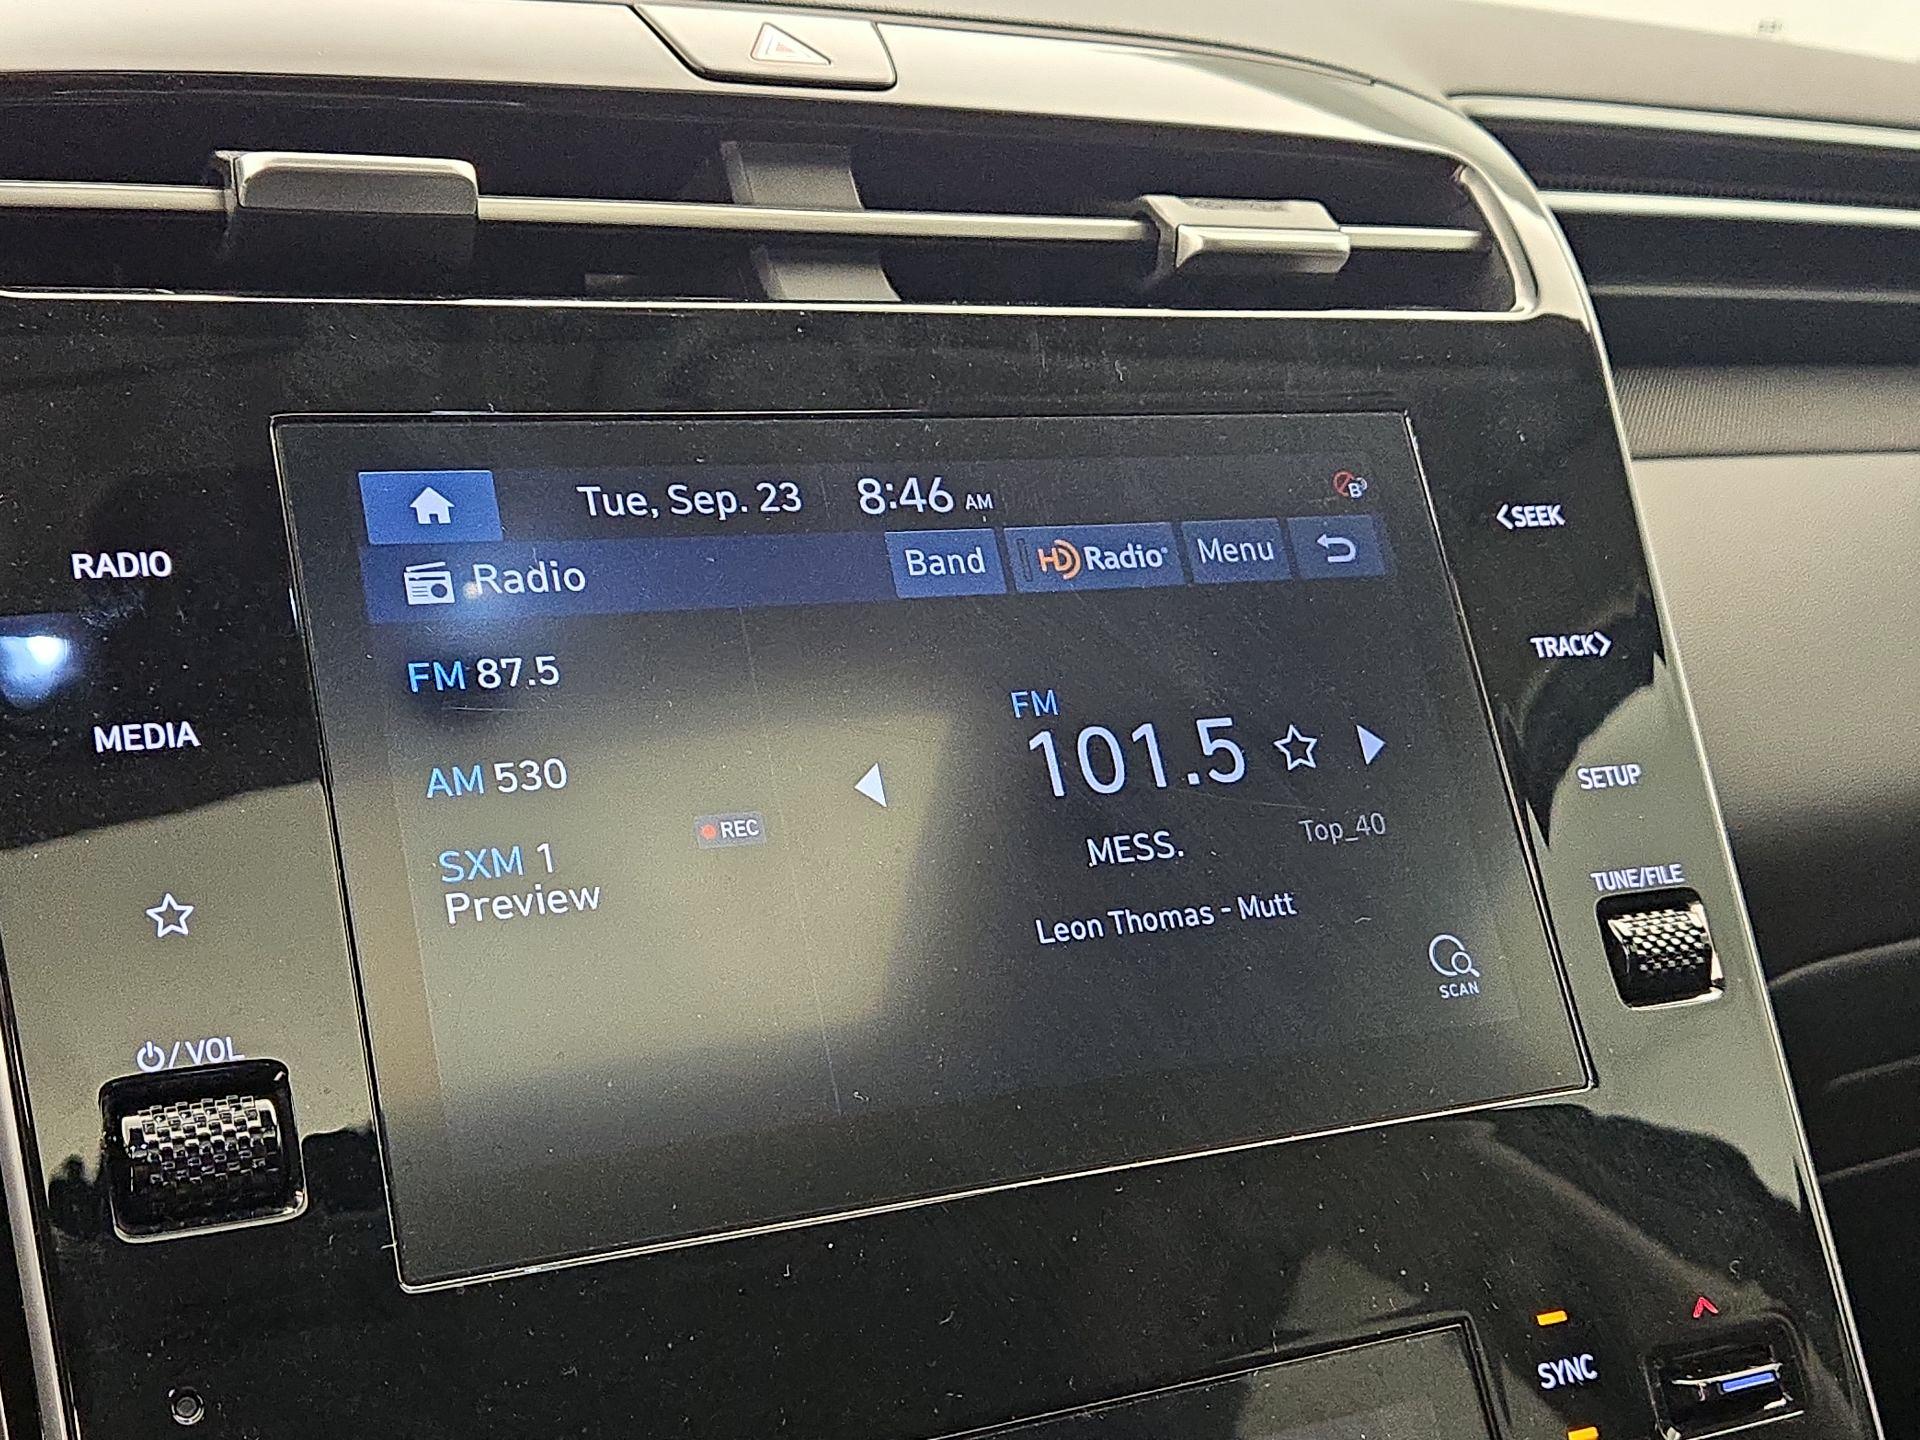 Tue, Sep. 23 8:46 AM
B
Radio Band HD Radio Menu
FM 87.5
AM 530
REC
SXM 1
Preview
FM
101.5
MESS. Top_40
Leon Thomas - Mutt
SCAN
RADIO
MEDIA
/ VOL
<SEEK
TRACK>
SETUP
TUNE/FILE
SYNC